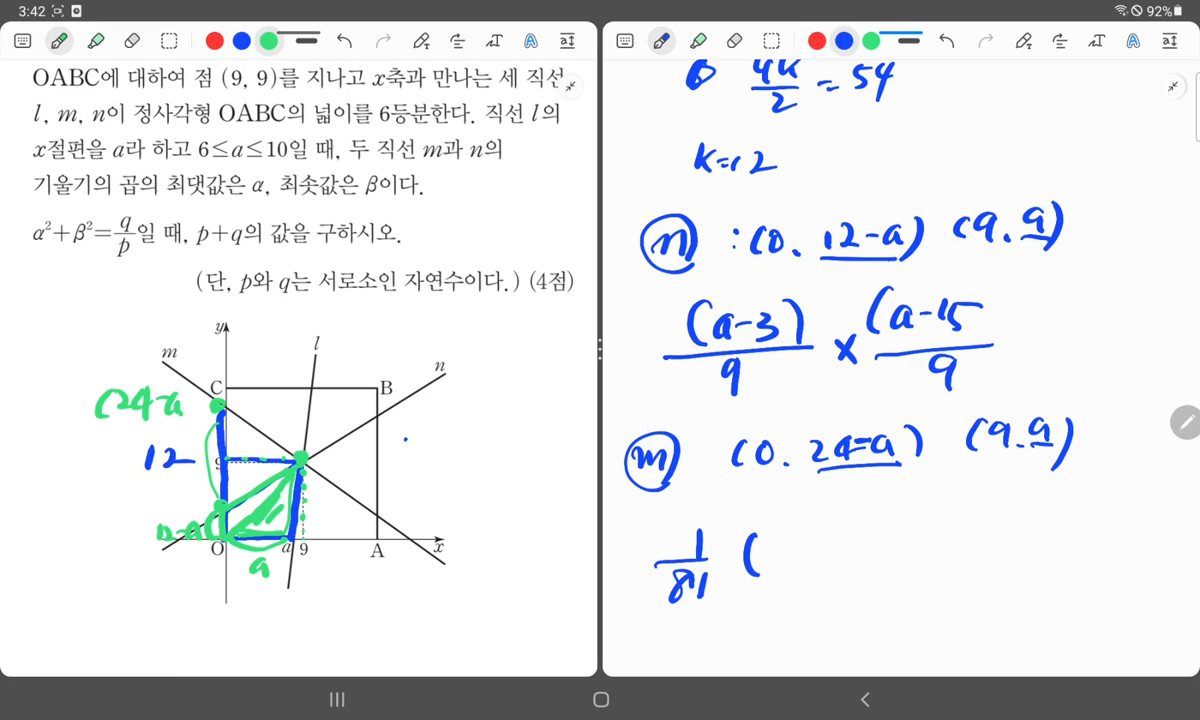 3:42 92%
OABC에 대하여 점 (9, 9)를 지나고 x축과 만나는 세 직선
l, m, n이 정사각형 OABC의 넓이를 6등분한다. 직선 l의
x절편을 a라 하고 6≤a≤10일 때, 두 직선 m과 n의
기울기의 곱의 최댓값은 α, 최솟값은 β이다.
α²+β²=q/p일 때, p+q의 값을 구하시오.
(단, p와 q는 서로소인 자연수이다.) (4점)
y
m
l
n
C
B
(24-a
12
9
12-a
O
a
9
A
x
a
6 9k/2 = 54
k=12
n : (0. 12-a) (9. 9)
(a-3)/9 × (a-15/9
m (0. 24-a) (9. 9)
1/81 (